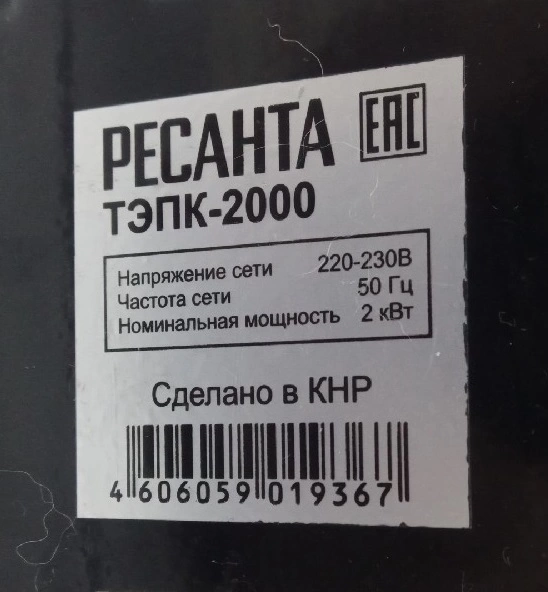 РЕСАНТА EAC
ТЭПК-2000
Напряжение сети 220-230В
Частота сети 50 Гц
Номинальная мощность 2 кВт
Сделано в КНР
4 606059 019367